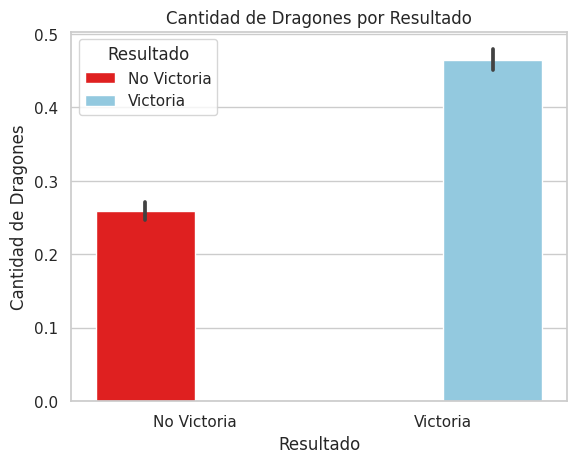 Cantidad de Dragones por Resultado
Cantidad de Dragones
0.5
0.4
0.3
0.2
0.1
0.0
Resultado
No Victoria
Victoria
No Victoria
Victoria
Resultado